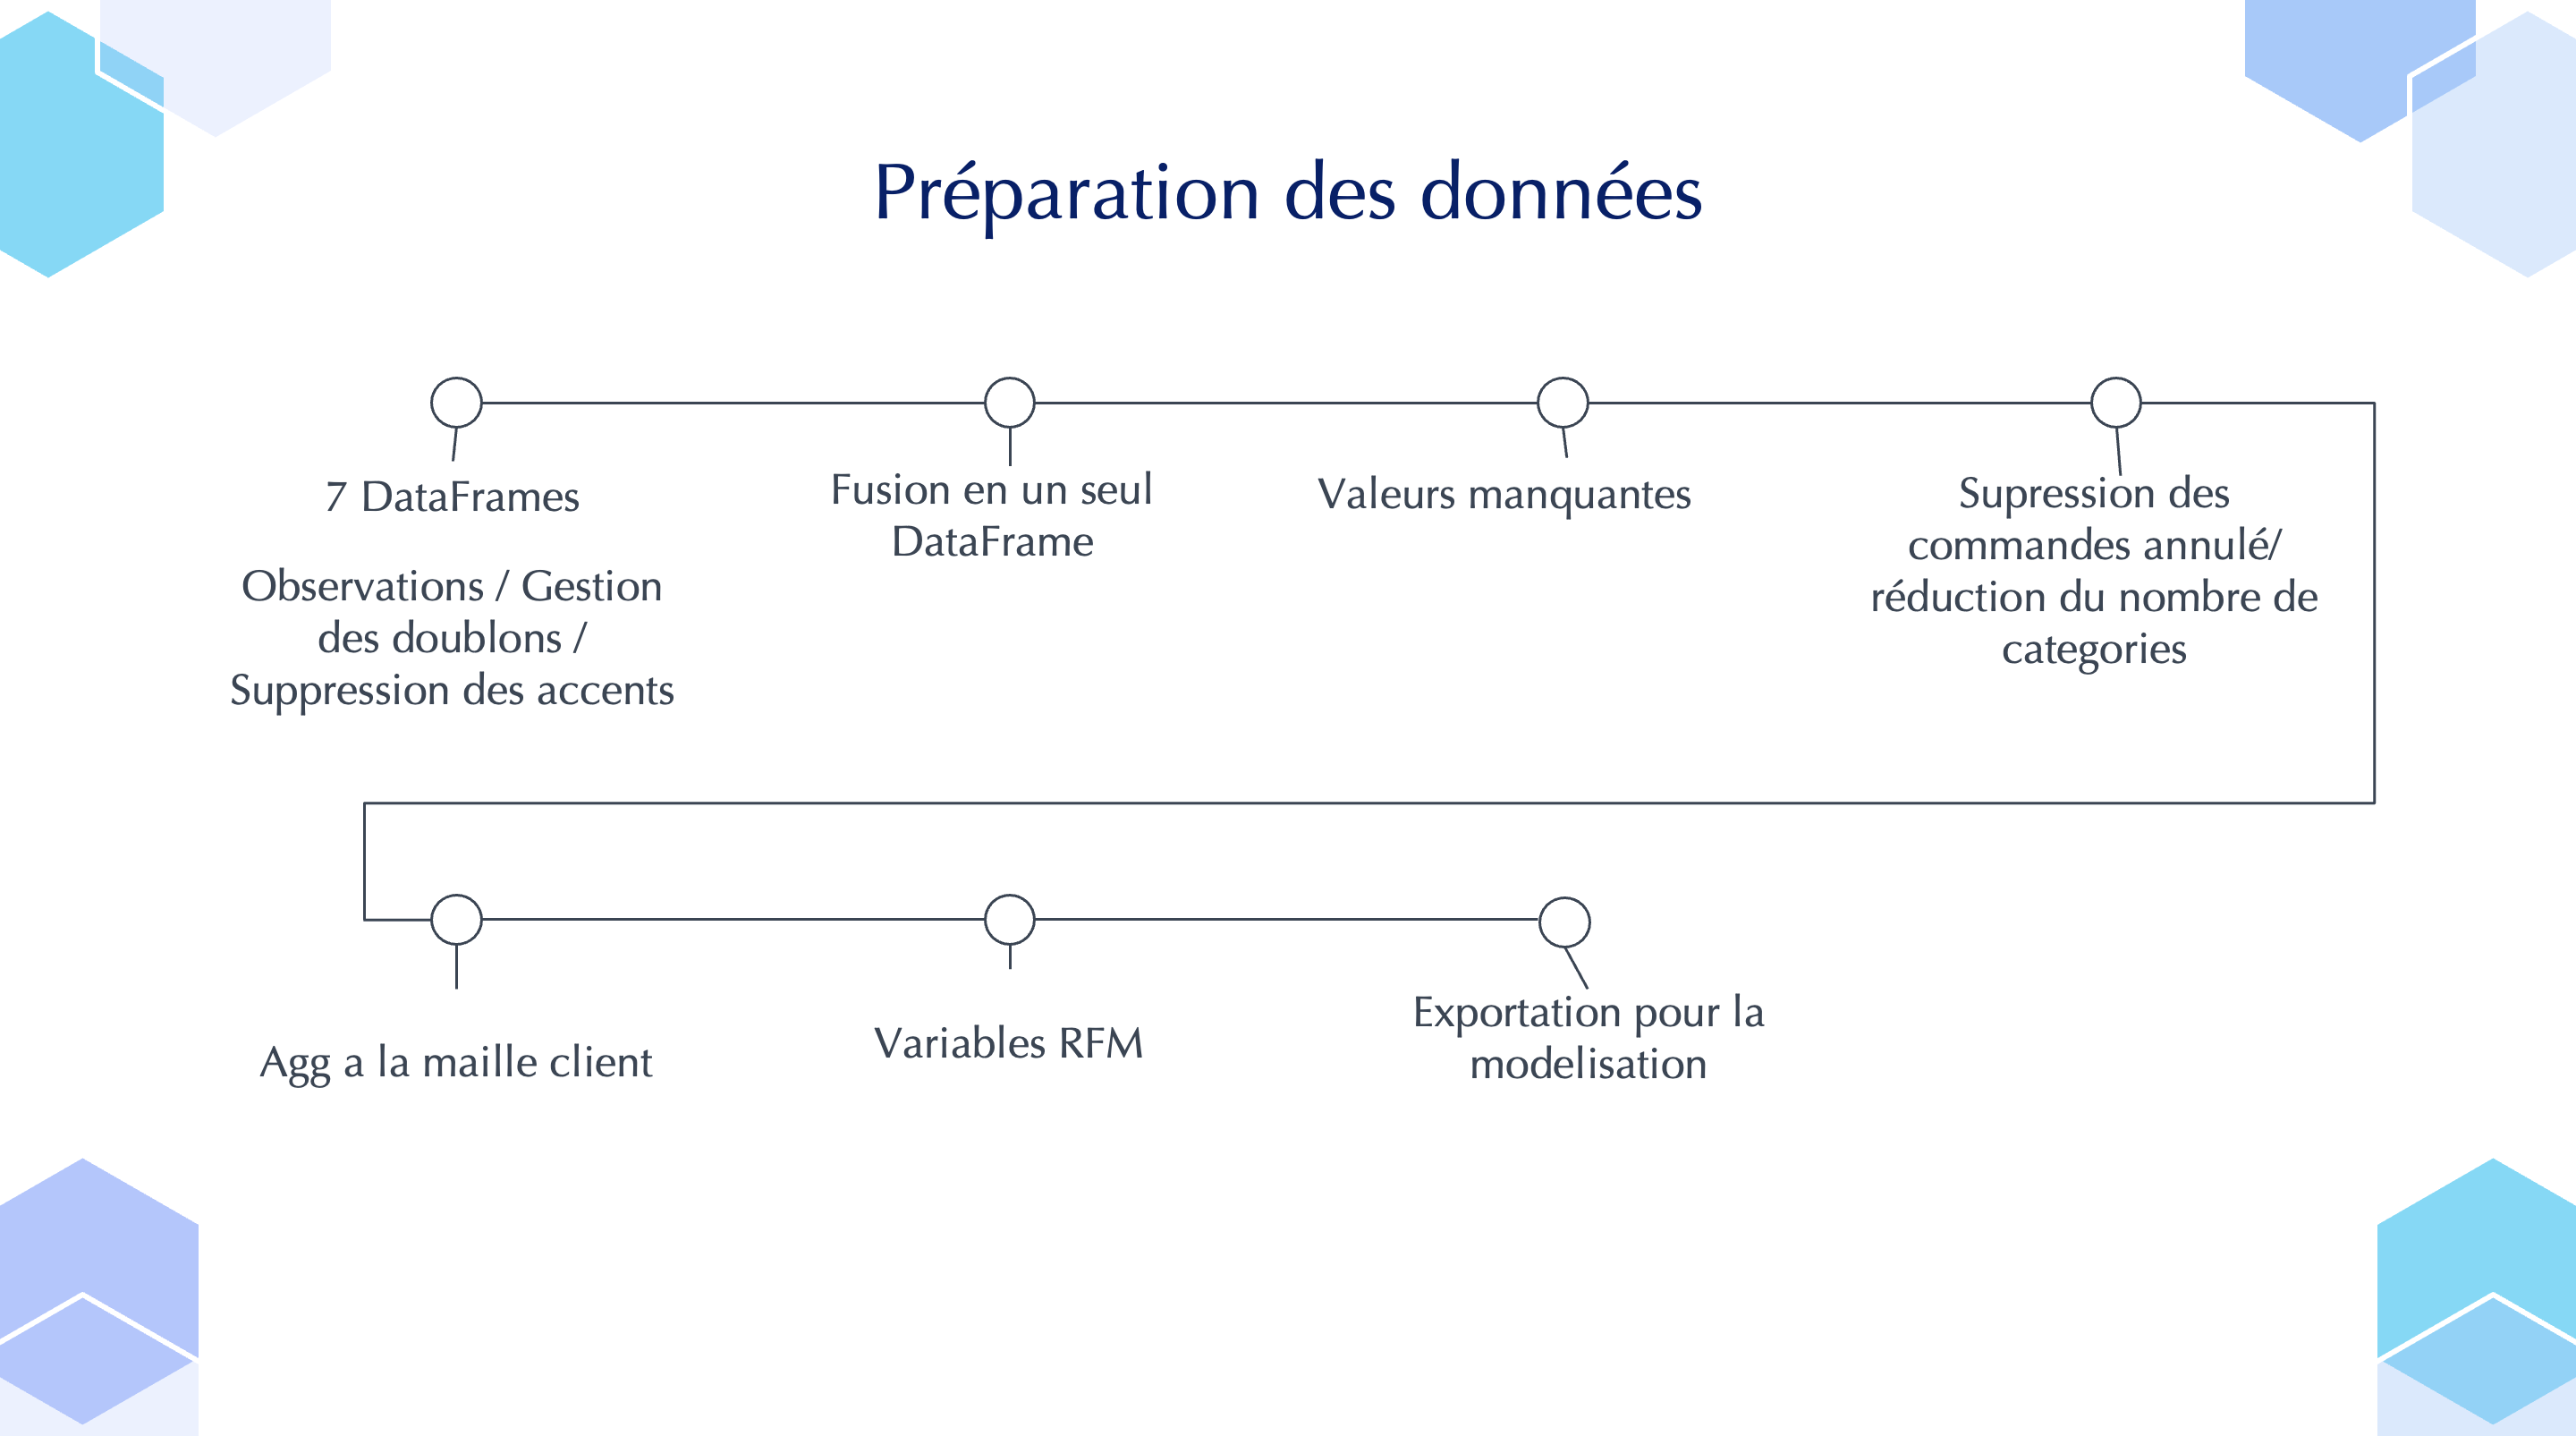 Préparation des données
7 DataFrames
Observations / Gestion
des doublons /
Suppression des accents
Fusion en un seul
DataFrame
Valeurs manquantes
Supression des
commandes annulé/
réduction du nombre de
categories
Agg a la maille client
Variables RFM
Exportation pour la
modelisation